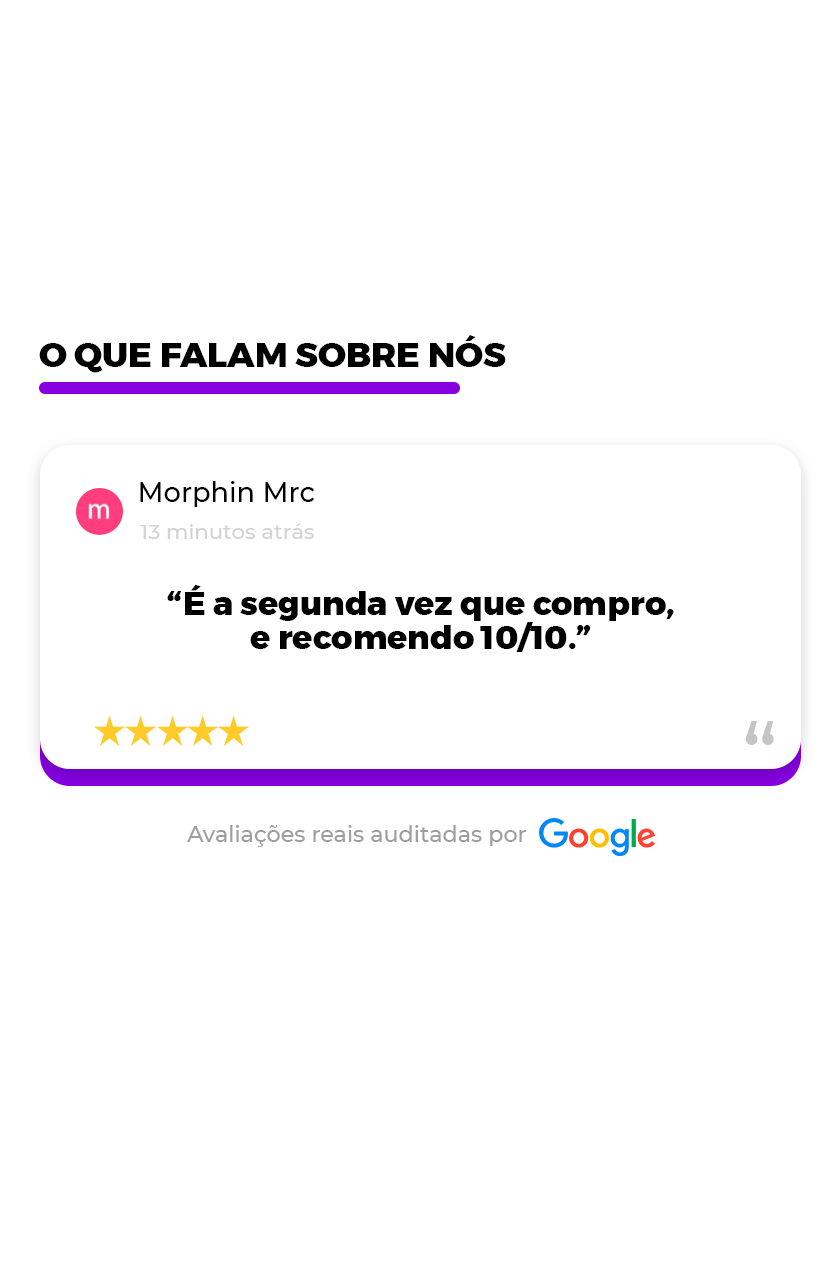 O QUE FALAM SOBRE NÓS
m
Morphin Mrc
13 minutos atrás
“É a segunda vez que compro,
e recomendo 10/10.”
“
Avaliações reais auditadas por Google